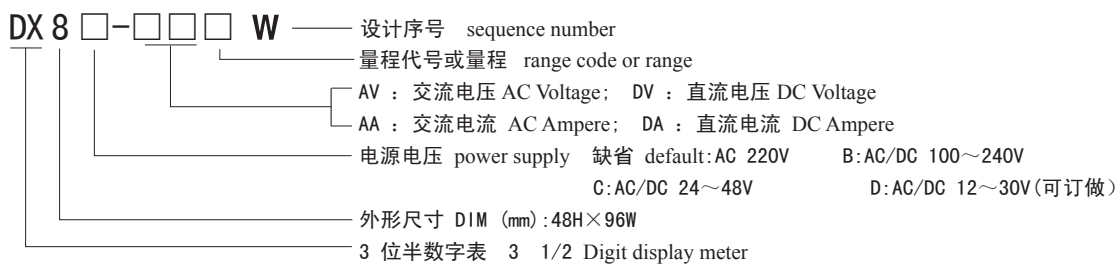 DX 8 □-□□□ W 设计序号 sequence number
量程代号或量程 range code or range
AV ： 交流电压 AC Voltage； DV ： 直流电压 DC Voltage
AA ： 交流电流 AC Ampere； DA ： 直流电流 DC Ampere
电源电压 power supply 缺省 default:AC 220V B:AC/DC 100～240V
C:AC/DC 24～48V D:AC/DC 12～30V(可订做）
外形尺寸 DIM (mm):48H×96W
3 位半数字表 3 1/2 Digit display meter